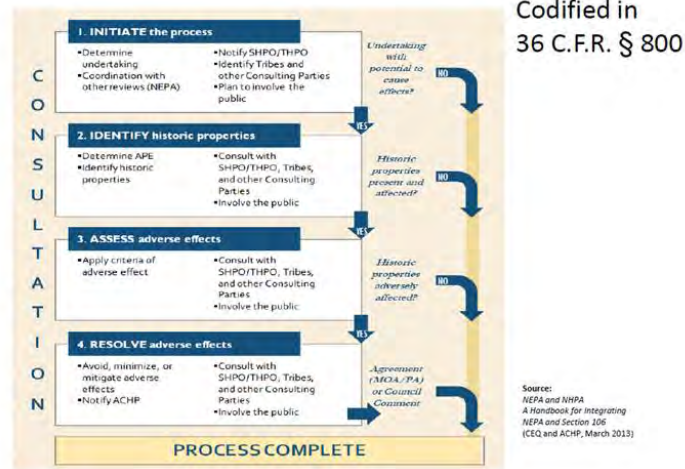 Codified in
36 C.F.R. § 800
CONSULTATION
1. INITIATE the process
▪Determine
undertaking
▪Coordination with
other reviews (NEPA)
▪Notify SHPO/THPO
▪Identify Tribes and
other Consulting Parties
▪Plan to involve the
public
Undertaking
with
potential to
cause
effects?
NO
YES
2. IDENTIFY historic properties
▪Determine APE
▪Identify historic
properties
▪Consult with
SHPO/THPO, Tribes,
and other Consulting
Parties
▪Involve the public
Historic
properties
present and
affected?
NO
YES
3. ASSESS adverse effects
▪Apply criteria of
adverse effect
▪Consult with
SHPO/THPO, Tribes,
and other Consulting
Parties
▪Involve the public
Historic
properties
adversely
affected?
NO
YES
4. RESOLVE adverse effects
▪Avoid, minimize, or
mitigate adverse
effects
▪Notify ACHP
▪Consult with
SHPO/THPO, Tribes,
and other Consulting
Parties
▪Involve the public
Agreement
(MOA/PA)
or Council
Comment
PROCESS COMPLETE
Source:
NEPA and NHPA
A Handbook for Integrating
NEPA and Section 106
(CEQ and ACHP, March 2013)